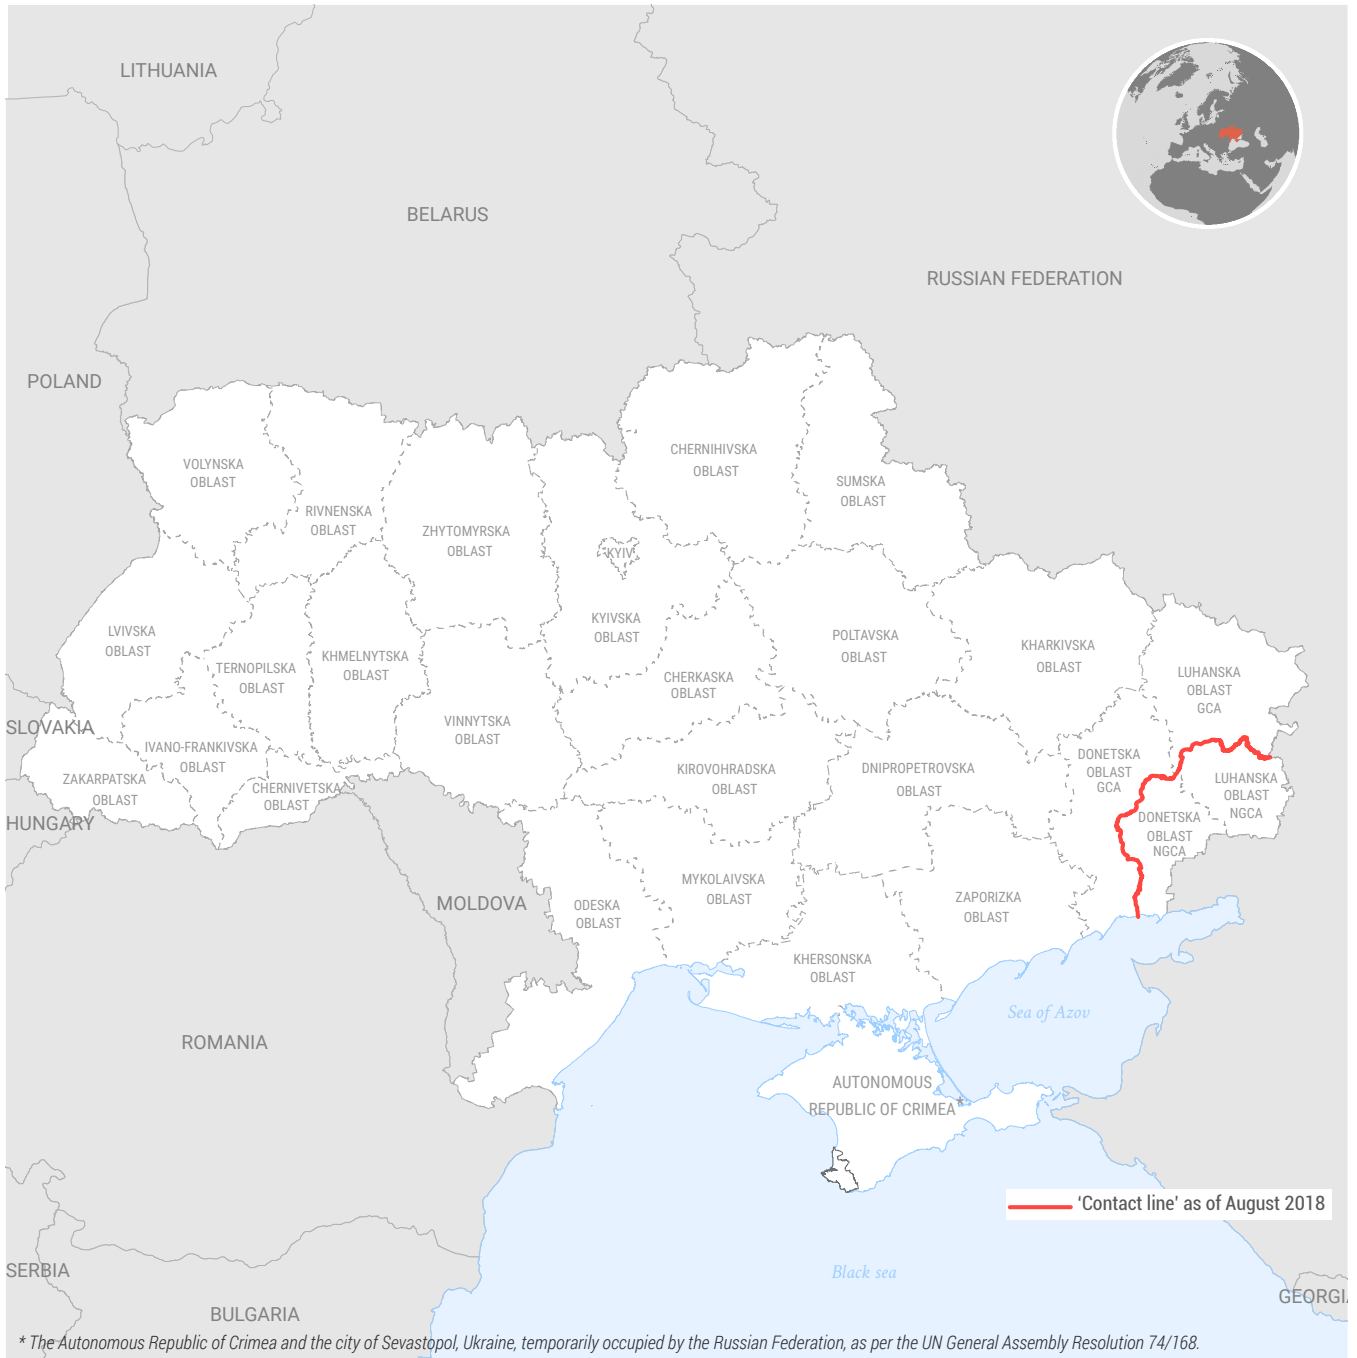 LITHUANIA
BELARUS
RUSSIAN FEDERATION
POLAND
CHERNIHIVSKA
OBLAST
VOLYNSKA
OBLAST
SUMSKA
OBLAST
RIVNENSKA
OBLAST
ZHYTOMYRSKA
OBLAST
KYIV
KYIVSKA
OBLAST
LVIVSKA
OBLAST
POLTAVSKA
OBLAST
KHARKIVSKA
OBLAST
TERNOPILSKA
OBLAST
KHMELNYTSKA
OBLAST
CHERKASKA
OBLAST
LUHANSKA
OBLAST
GCA
SLOVAKIA
VINNYTSKA
OBLAST
IVANO-FRANKIVSKA
OBLAST
DONETSKA
OBLAST
GCA
KIROVOHRADSKA
OBLAST
DNIPROPETROVSKA
OBLAST
ZAKARPATSKA
OBLAST
CHERNIVETSKA
OBLAST
LUHANSKA
OBLAST
NGCA
HUNGARY
DONETSKA
OBLAST
NGCA
MYKOLAIVSKA
OBLAST
MOLDOVA
ODESKA
OBLAST
ZAPORIZKA
OBLAST
KHERSONSKA
OBLAST
Sea of Azov
ROMANIA
AUTONOMOUS
REPUBLIC OF CRIMEA*
'Contact line' as of August 2018
SERBIA
Black sea
GEORGIA
BULGARIA
* The Autonomous Republic of Crimea and the city of Sevastopol, Ukraine, temporarily occupied by the Russian Federation, as per the UN General Assembly Resolution 74/168.